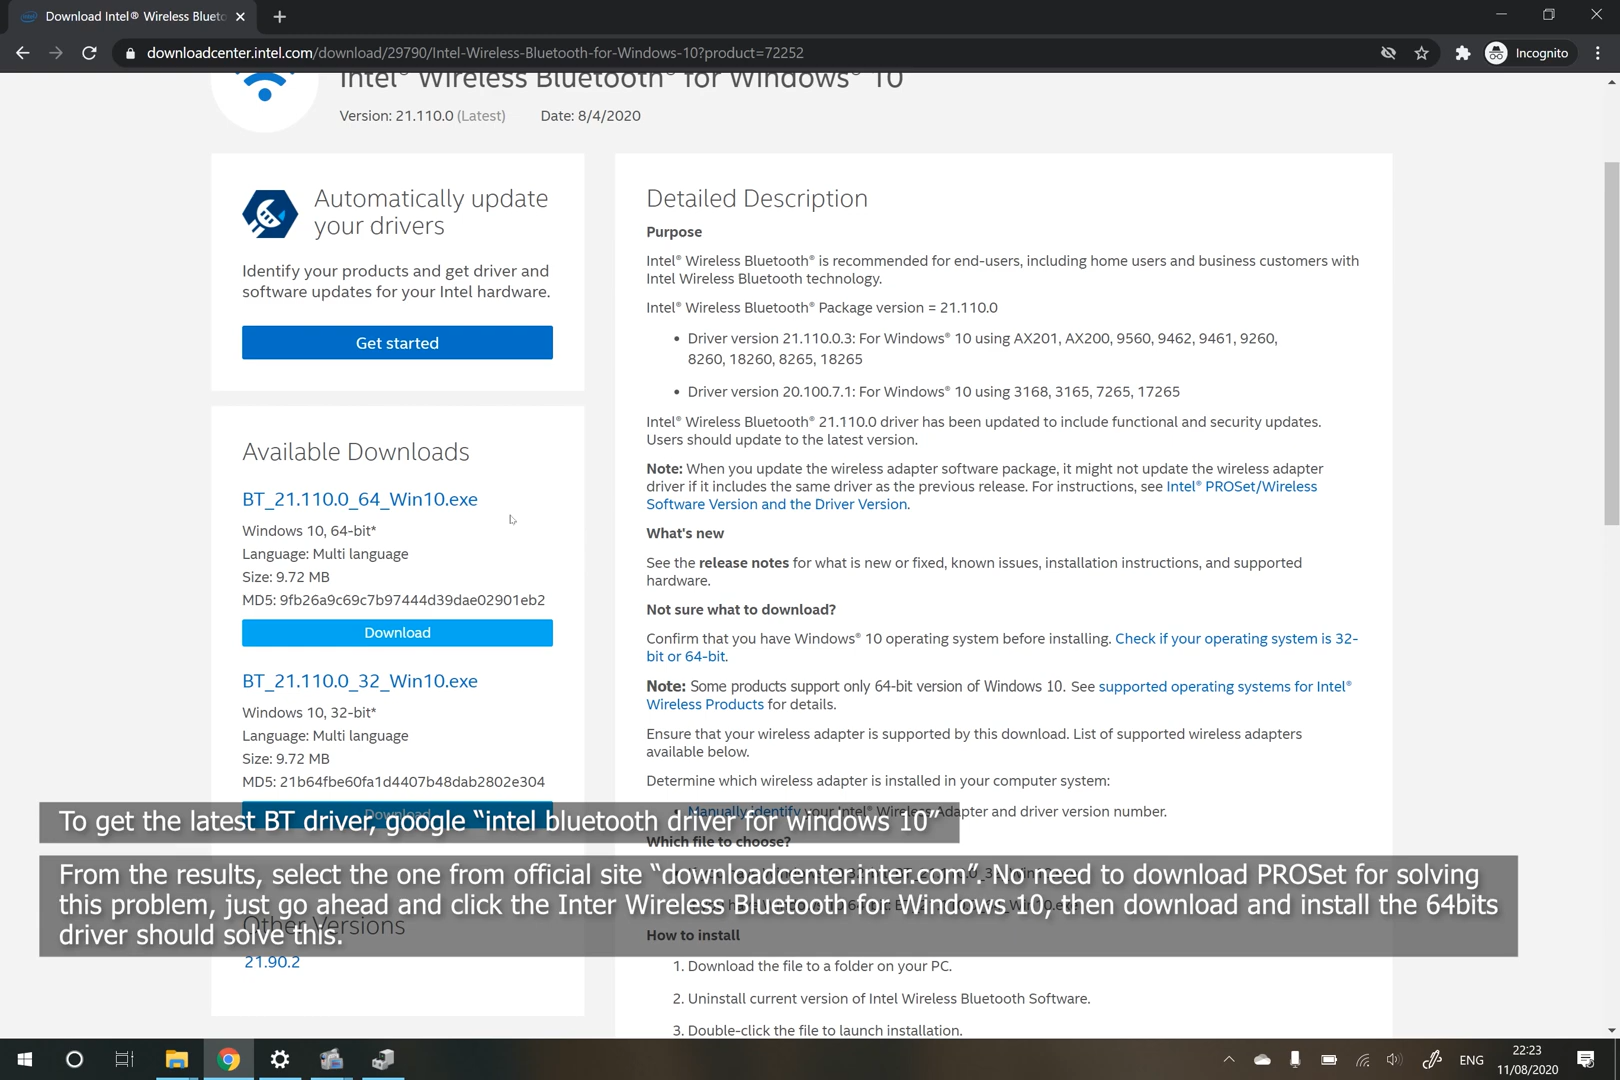 Download Intel® Wireless Blueto
downloadcenter.intel.com/download/29790/Intel-Wireless-Bluetooth-for-Windows-10?product=72252
Incognito
Intel® Wireless Bluetooth® for Windows® 10
Version: 21.110.0 (Latest) Date: 8/4/2020
Automatically update
your drivers
Identify your products and get driver and
software updates for your Intel hardware.
Get started
Available Downloads
BT_21.110.0_64_Win10.exe
Windows 10, 64-bit*
Language: Multi language
Size: 9.72 MB
MD5: 9fb26a9c69c7b97444d39dae02901eb2
Download
BT_21.110.0_32_Win10.exe
Windows 10, 32-bit*
Language: Multi language
Size: 9.72 MB
MD5: 21b64fbe60fa1d4407b48dab2802e304
Download
Other Versions
21.90.2
Detailed Description
Purpose
Intel® Wireless Bluetooth® is recommended for end-users, including home users and business customers with
Intel Wireless Bluetooth technology.
Intel® Wireless Bluetooth® Package version = 21.110.0
• Driver version 21.110.0.3: For Windows® 10 using AX201, AX200, 9560, 9462, 9461, 9260,
8260, 18260, 8265, 18265
• Driver version 20.100.7.1: For Windows® 10 using 3168, 3165, 7265, 17265
Intel® Wireless Bluetooth® 21.110.0 driver has been updated to include functional and security updates.
Users should update to the latest version.
Note: When you update the wireless adapter software package, it might not update the wireless adapter
driver if it includes the same driver as the previous release. For instructions, see Intel® PROSet/Wireless
Software Version and the Driver Version.
What's new
See the release notes for what is new or fixed, known issues, installation instructions, and supported
hardware.
Not sure what to download?
Confirm that you have Windows® 10 operating system before installing. Check if your operating system is 32-
bit or 64-bit.
Note: Some products support only 64-bit version of Windows 10. See supported operating systems for Intel®
Wireless Products for details.
Ensure that your wireless adapter is supported by this download. List of supported wireless adapters
available below.
Determine which wireless adapter is installed in your computer system:
• Manually identify your Intel® Wireless Adapter and driver version number.
Which file to choose?
How to install
1. Download the file to a folder on your PC.
2. Uninstall current version of Intel Wireless Bluetooth Software.
3. Double-click the file to launch installation.
To get the latest BT driver, google “intel bluetooth driver for windows 10”
From the results, select the one from official site “downloadcenter.inter.com”. No need to download PROSet for solving
this problem, just go ahead and click the Inter Wireless Bluetooth for Windows 10, then download and install the 64bits
driver should solve this.
ENG
22:23
11/08/2020